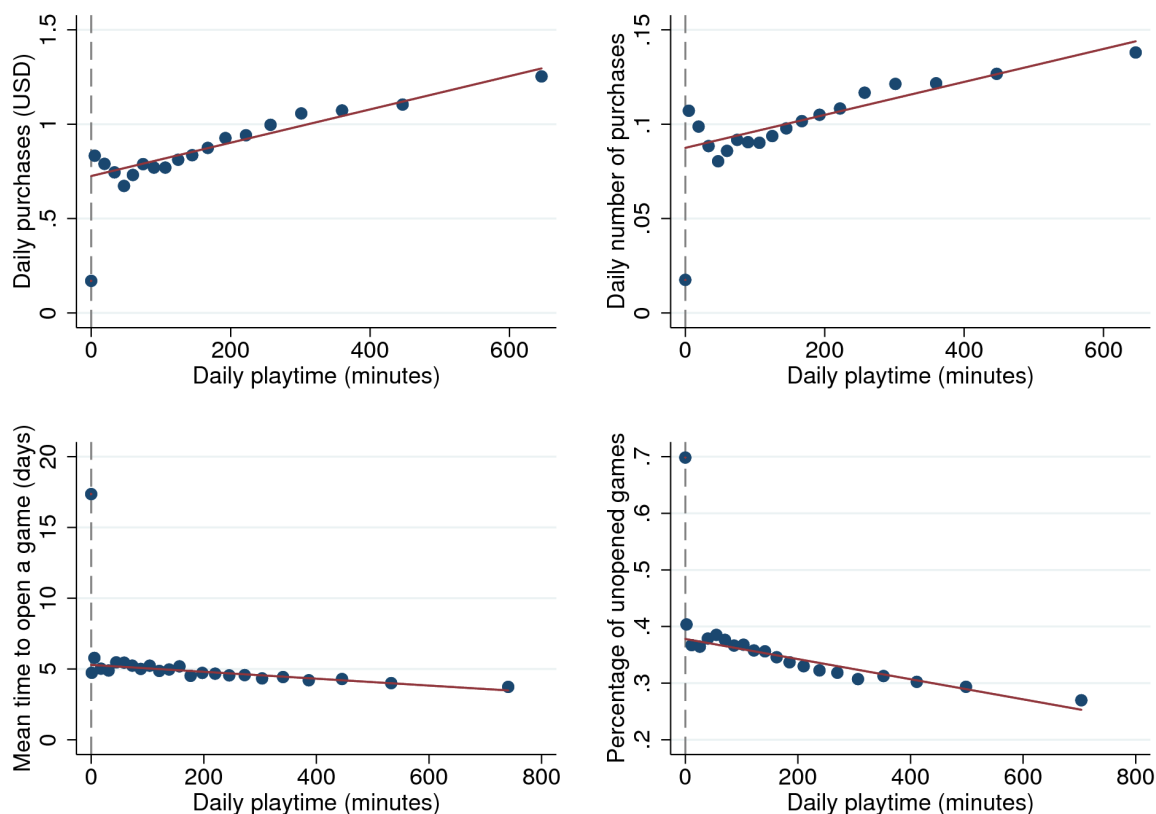 Daily purchases (USD)
1.5
1
.5
0
0 200 400 600
Daily playtime (minutes)
Daily number of purchases
.15
.1
.05
0
0 200 400 600
Daily playtime (minutes)
Mean time to open a game (days)
20
15
10
5
0
0 200 400 600 800
Daily playtime (minutes)
Percentage of unopened games
.7
.6
.5
.4
.3
.2
0 200 400 600 800
Daily playtime (minutes)